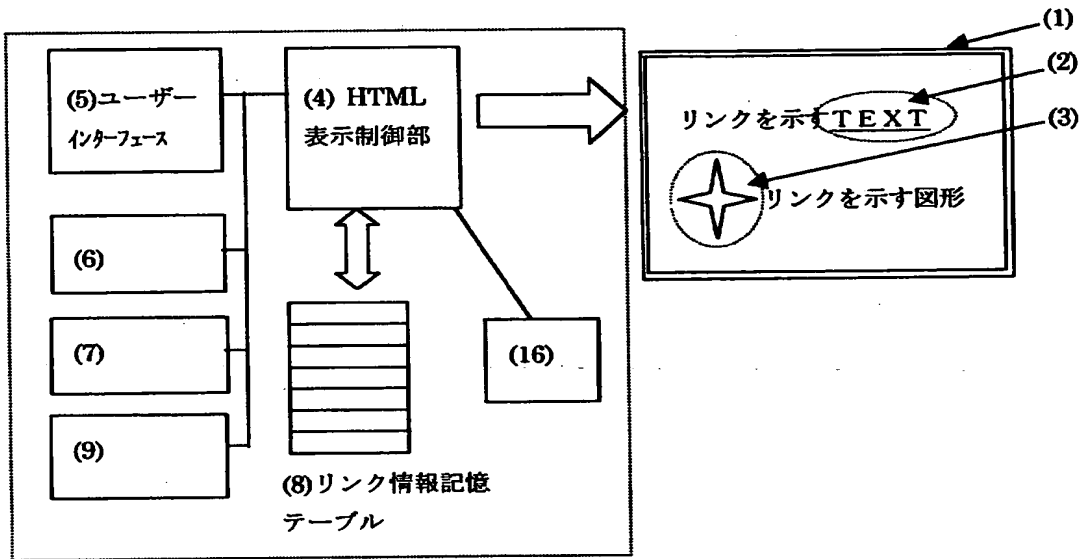 (1)
(2)
(3)
(5)ユーザー
インターフェース
(4) HTML
表示制御部
リンクを示すTEXT
リンクを示す図形
(6)
(7)
(9)
(16)
(8)リンク情報記憶
テーブル